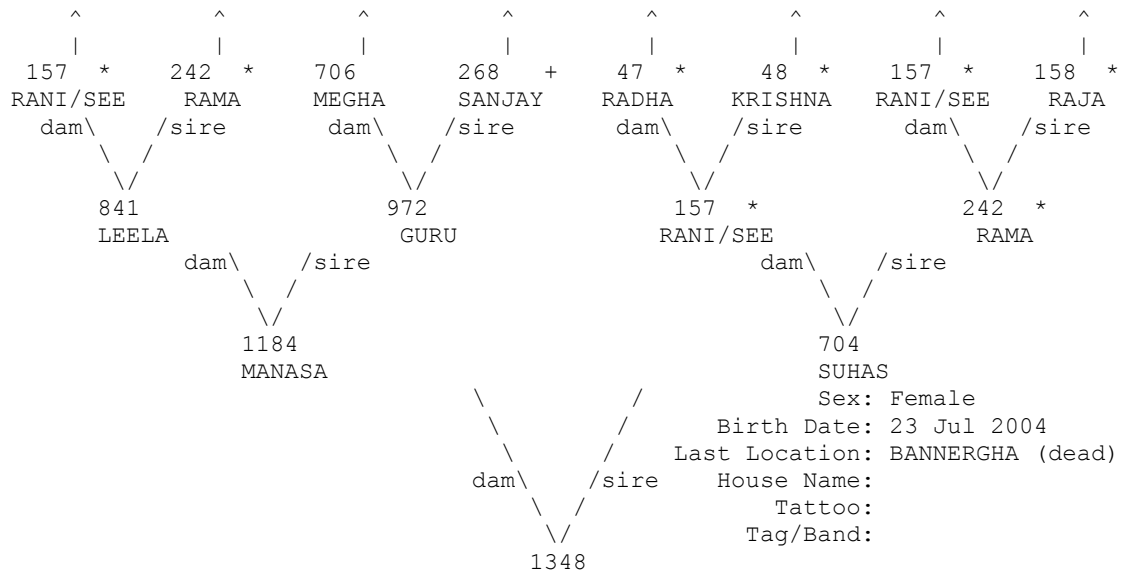 ^ ^ ^ ^ ^ ^ ^ ^
| | | | | | | |
157 * 242 * 706 268 + 47 * 48 * 157 * 158 *
RANI/SEE RAMA MEGHA SANJAY RADHA KRISHNA RANI/SEE RAJA
dam\ /sire dam\ /sire dam\ /sire dam\ /sire
\ / \ / \ / \ /
\/ \/ \/ \/
841 972 157 * 242 *
LEELA GURU RANI/SEE RAMA
dam\ /sire dam\ /sire
\ / \ /
\/ \/
1184 704
MANASA SUHAS
\ / Sex: Female
\ / Birth Date: 23 Jul 2004
\ / Last Location: BANNERGHA (dead)
dam\ /sire House Name:
\ / Tattoo:
\/ Tag/Band:
1348